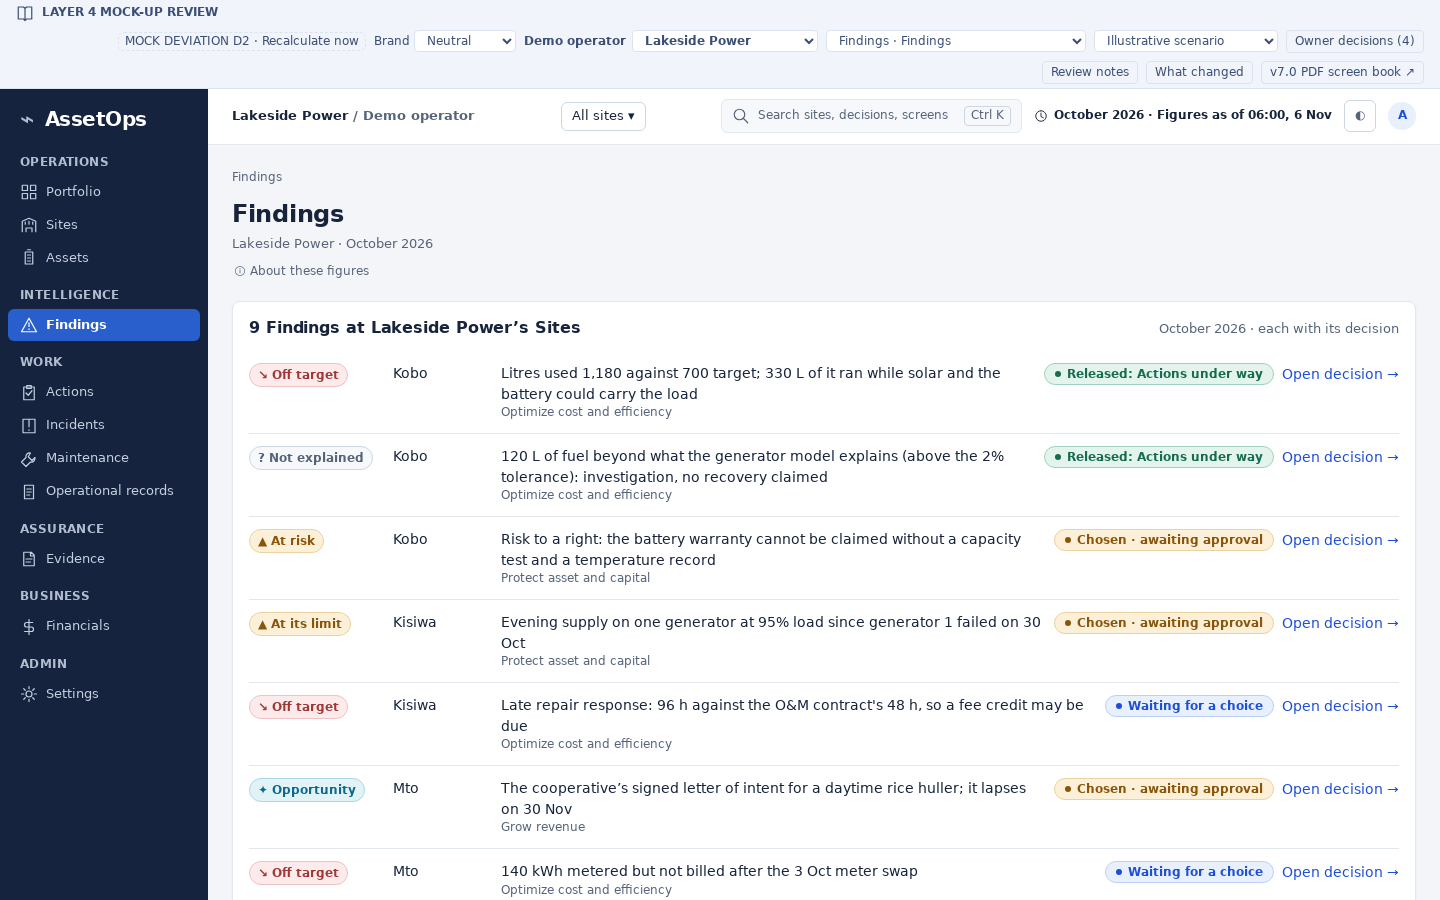 LAYER 4 MOCK-UP REVIEW
MOCK DEVIATION D2 · Recalculate now
Brand
Neutral
Demo operator
Lakeside Power
Findings · Findings
Illustrative scenario
Owner decisions (4)
Review notes
What changed
v7.0 PDF screen book ↗
AssetOps
OPERATIONS
Portfolio
Sites
Assets
INTELLIGENCE
Findings
WORK
Actions
Incidents
Maintenance
Operational records
ASSURANCE
Evidence
BUSINESS
Financials
ADMIN
Settings
Lakeside Power / Demo operator
All sites ▾
Search sites, decisions, screens
Ctrl K
October 2026 · Figures as of 06:00, 6 Nov
A
Findings
Findings
Lakeside Power · October 2026
About these figures
9 Findings at Lakeside Power’s Sites
October 2026 · each with its decision
↘ Off target
Kobo
Litres used 1,180 against 700 target; 330 L of it ran while solar and the
battery could carry the load
Optimize cost and efficiency
Released: Actions under way
Open decision →
? Not explained
Kobo
120 L of fuel beyond what the generator model explains (above the 2%
tolerance): investigation, no recovery claimed
Optimize cost and efficiency
Released: Actions under way
Open decision →
▲ At risk
Kobo
Risk to a right: the battery warranty cannot be claimed without a capacity
test and a temperature record
Protect asset and capital
Chosen · awaiting approval
Open decision →
▲ At its limit
Kisiwa
Evening supply on one generator at 95% load since generator 1 failed on 30
Oct
Protect asset and capital
Chosen · awaiting approval
Open decision →
↘ Off target
Kisiwa
Late repair response: 96 h against the O&M contract's 48 h, so a fee credit may be
due
Optimize cost and efficiency
Waiting for a choice
Open decision →
✦ Opportunity
Mto
The cooperative’s signed letter of intent for a daytime rice huller; it lapses
on 30 Nov
Grow revenue
Chosen · awaiting approval
Open decision →
↘ Off target
Mto
140 kWh metered but not billed after the 3 Oct meter swap
Optimize cost and efficiency
Waiting for a choice
Open decision →